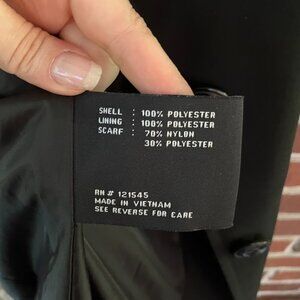 SHELL : 100% POLYESTER
LINING : 100% POLYESTER
SCARF : 70% NYLON
30% POLYESTER
RN # 121545
MADE IN VIETNAM
SEE REVERSE FOR CARE